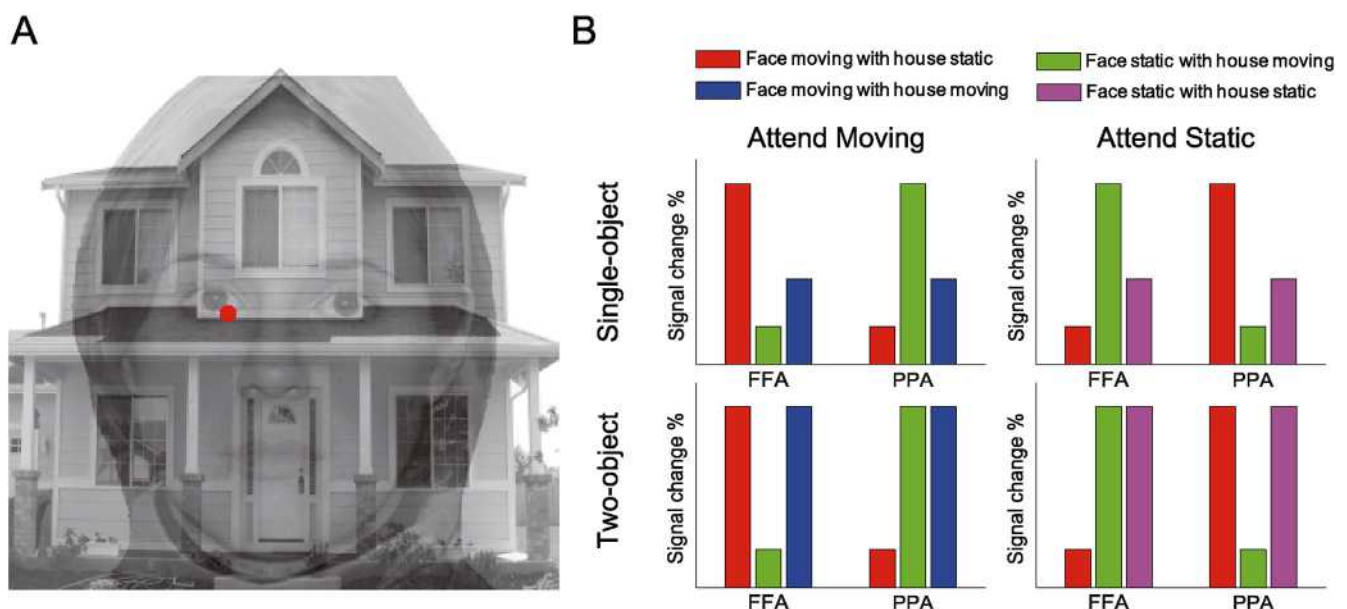 A
B
Face moving with house static
Face static with house moving
Face moving with house moving
Face static with house static
Attend Moving
Attend Static
Single-object
Signal change %
FFA
PPA
Signal change %
FFA
PPA
Two-object
Signal change %
FFA
PPA
Signal change %
FFA
PPA